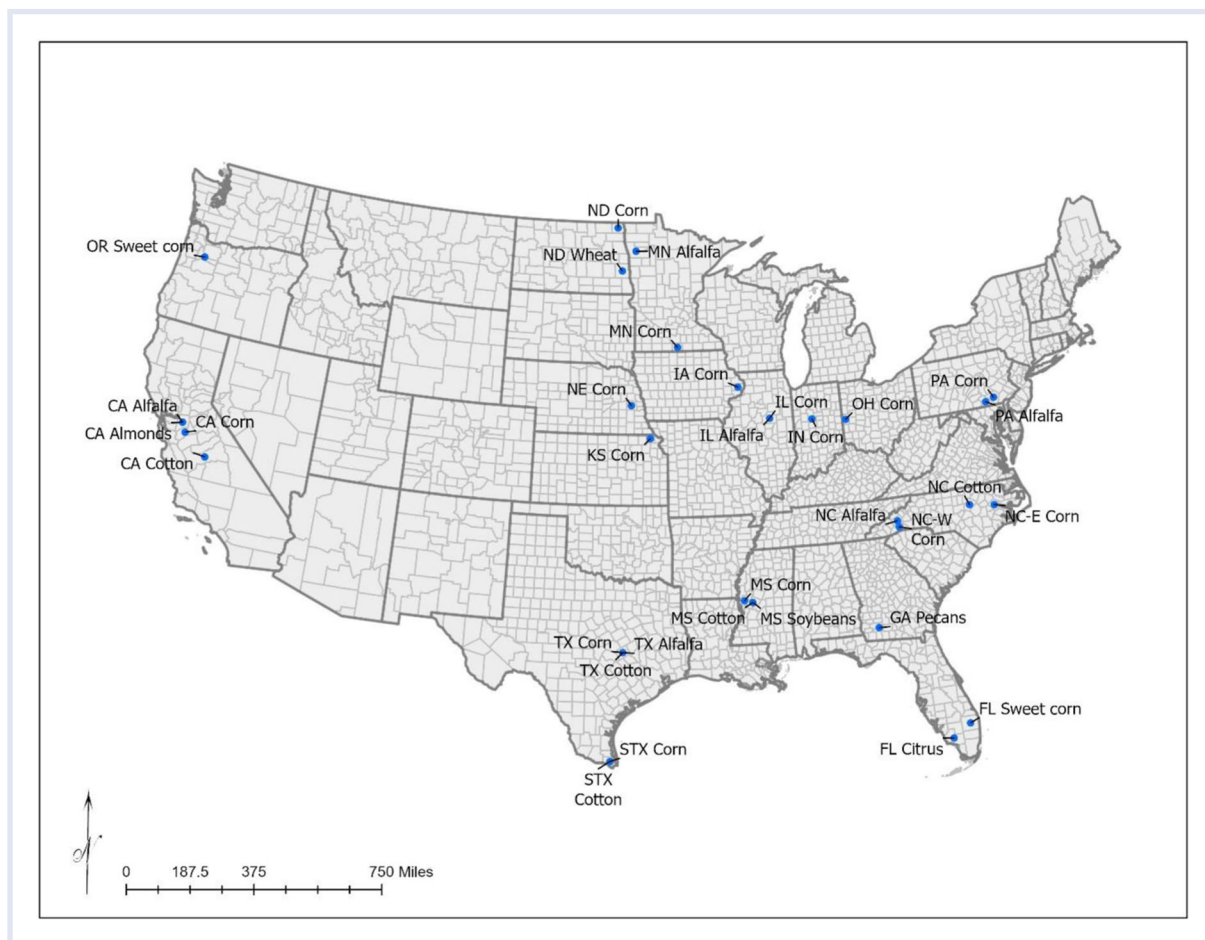 ND Corn
OR Sweet corn
MN Alfalfa
ND Wheat
MN Corn
IA Corn
PA Corn
NE Corn
IL Corn
OH Corn
PA Alfalfa
CA Alfalfa
CA Corn
CA Almonds
IL Alfalfa
IN Corn
KS Corn
CA Cotton
NC Cotton
NC Alfalfa
NC-W
Corn
NC-E Corn
MS Corn
MS Cotton
MS Soybeans
GA Pecans
TX Corn
TX Alfalfa
TX Cotton
FL Sweet corn
FL Citrus
STX Corn
STX
Cotton
N
0 187.5 375 750 Miles